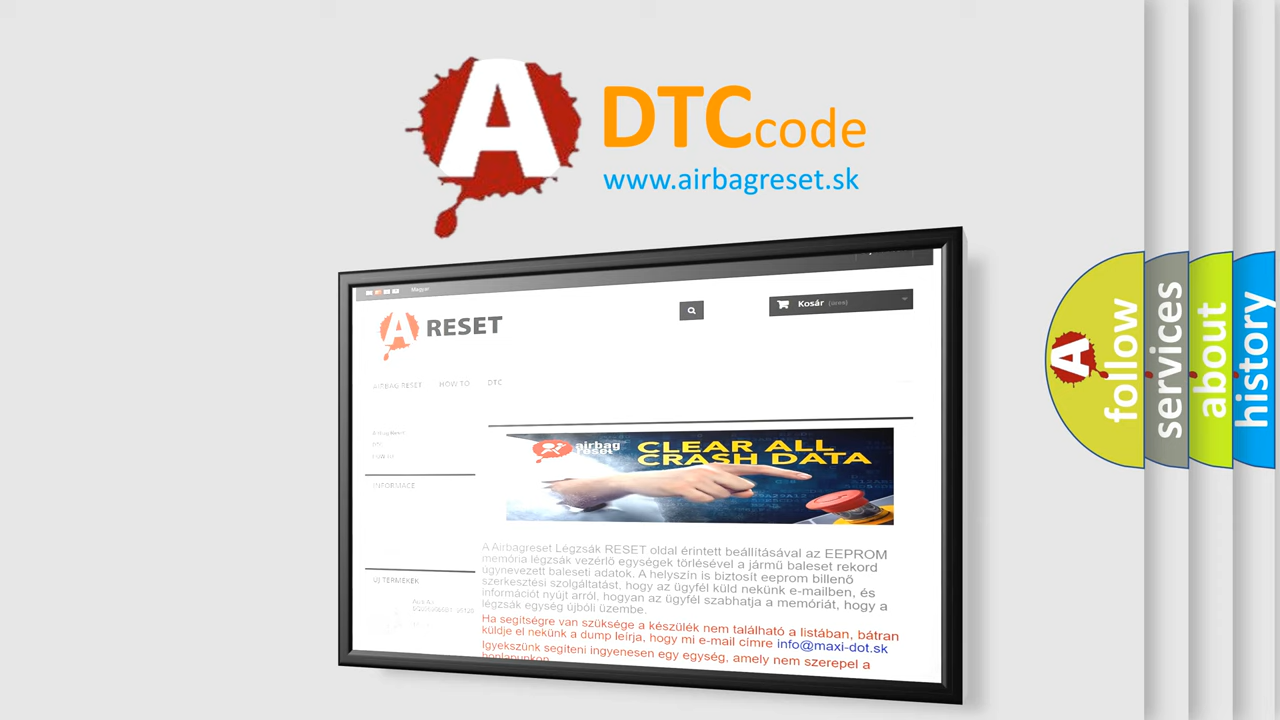 A DTCcode
www.airbagreset.sk
Magyar
A RESET
Kosár (üres)
AIRBAG RESET HOW TO DTC
DTC
INFORMACE
airbag
reset
CLEAR ALL
CRASH DATA
A Airbagreset Légzsák RESET oldal érintett beállításával az EEPROM
memória légzsák vezérlő egységek törlésével a jármű baleset rekord
úgynevezett baleseti adatok. A helyszín is biztosít eeprom billenő
szerkesztési szolgáltatást, hogy az ügyfél küld nekünk e-mailben, és
információt nyújt arról, hogyan az ügyfél szabhatja a memóriát, hogy a
légzsák egység újbóli üzembe.
Ha segítségre van szüksége a készülék nem található a listában, bátran
küldje el nekünk a dump leírja, hogy mi e-mail címre info@maxi-dot.sk
Igyekszünk segíteni ingyenesen egy egység, amely nem szerepel a
honlapunkon
ÚJ TERMÉKEK
A follow
services
about
history